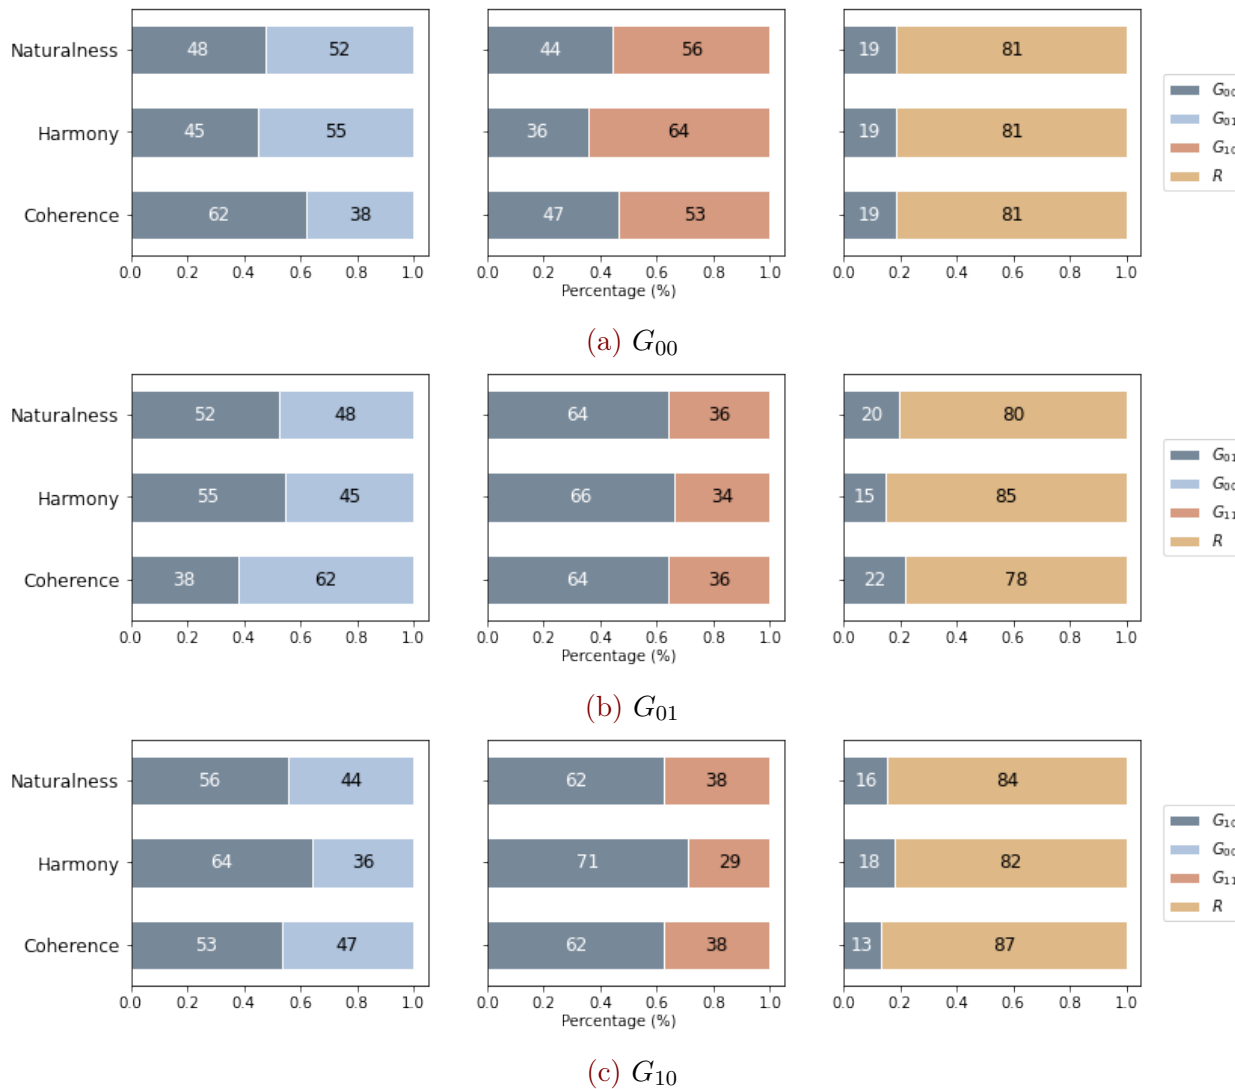 Naturalness 48 52 44 56 19 81
Harmony 45 55 36 64 19 81
Coherence 62 38 47 53 19 81
G00
G01
G10
R
0.0 0.2 0.4 0.6 0.8 1.0 0.0 0.2 0.4 0.6 0.8 1.0 0.0 0.2 0.4 0.6 0.8 1.0
Percentage (%)
(a) G00
Naturalness 52 48 64 36 20 80
Harmony 55 45 66 34 15 85
Coherence 38 62 64 36 22 78
G01
G00
G11
R
0.0 0.2 0.4 0.6 0.8 1.0 0.0 0.2 0.4 0.6 0.8 1.0 0.0 0.2 0.4 0.6 0.8 1.0
Percentage (%)
(b) G01
Naturalness 56 44 62 38 16 84
Harmony 64 36 71 29 18 82
Coherence 53 47 62 38 13 87
G10
G00
G11
R
0.0 0.2 0.4 0.6 0.8 1.0 0.0 0.2 0.4 0.6 0.8 1.0 0.0 0.2 0.4 0.6 0.8 1.0
Percentage (%)
(c) G10